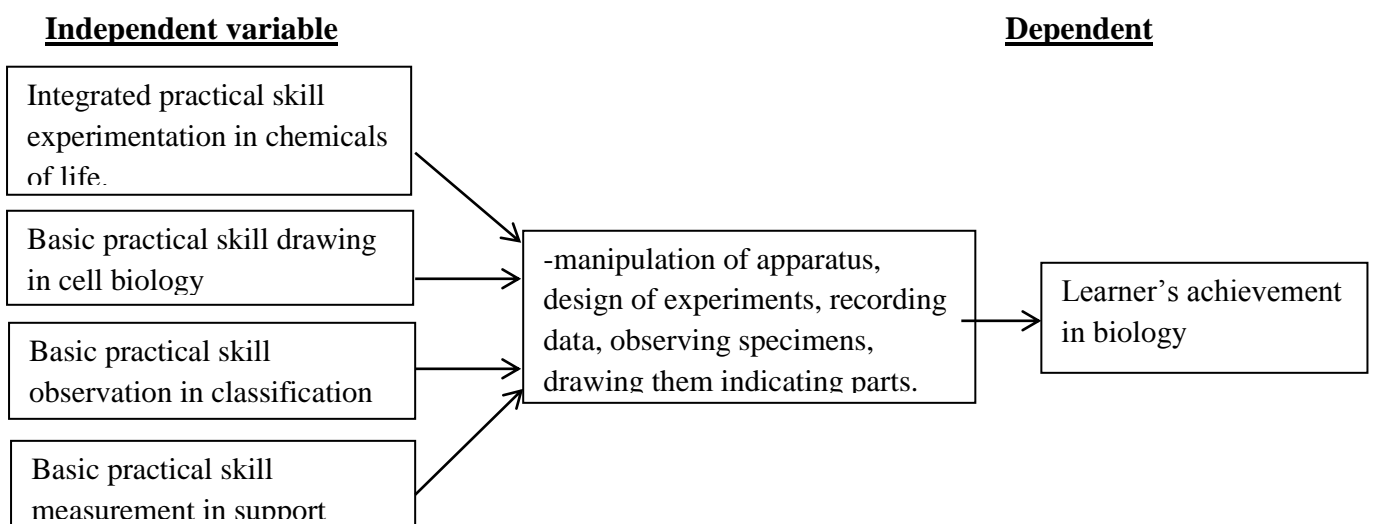 Independent variable
Dependent
Integrated practical skill
experimentation in chemicals
of life.
Basic practical skill drawing
in cell biology
Basic practical skill
observation in classification
Basic practical skill
measurement in support
-manipulation of apparatus,
design of experiments, recording
data, observing specimens,
drawing them indicating parts.
Learner’s achievement
in biology